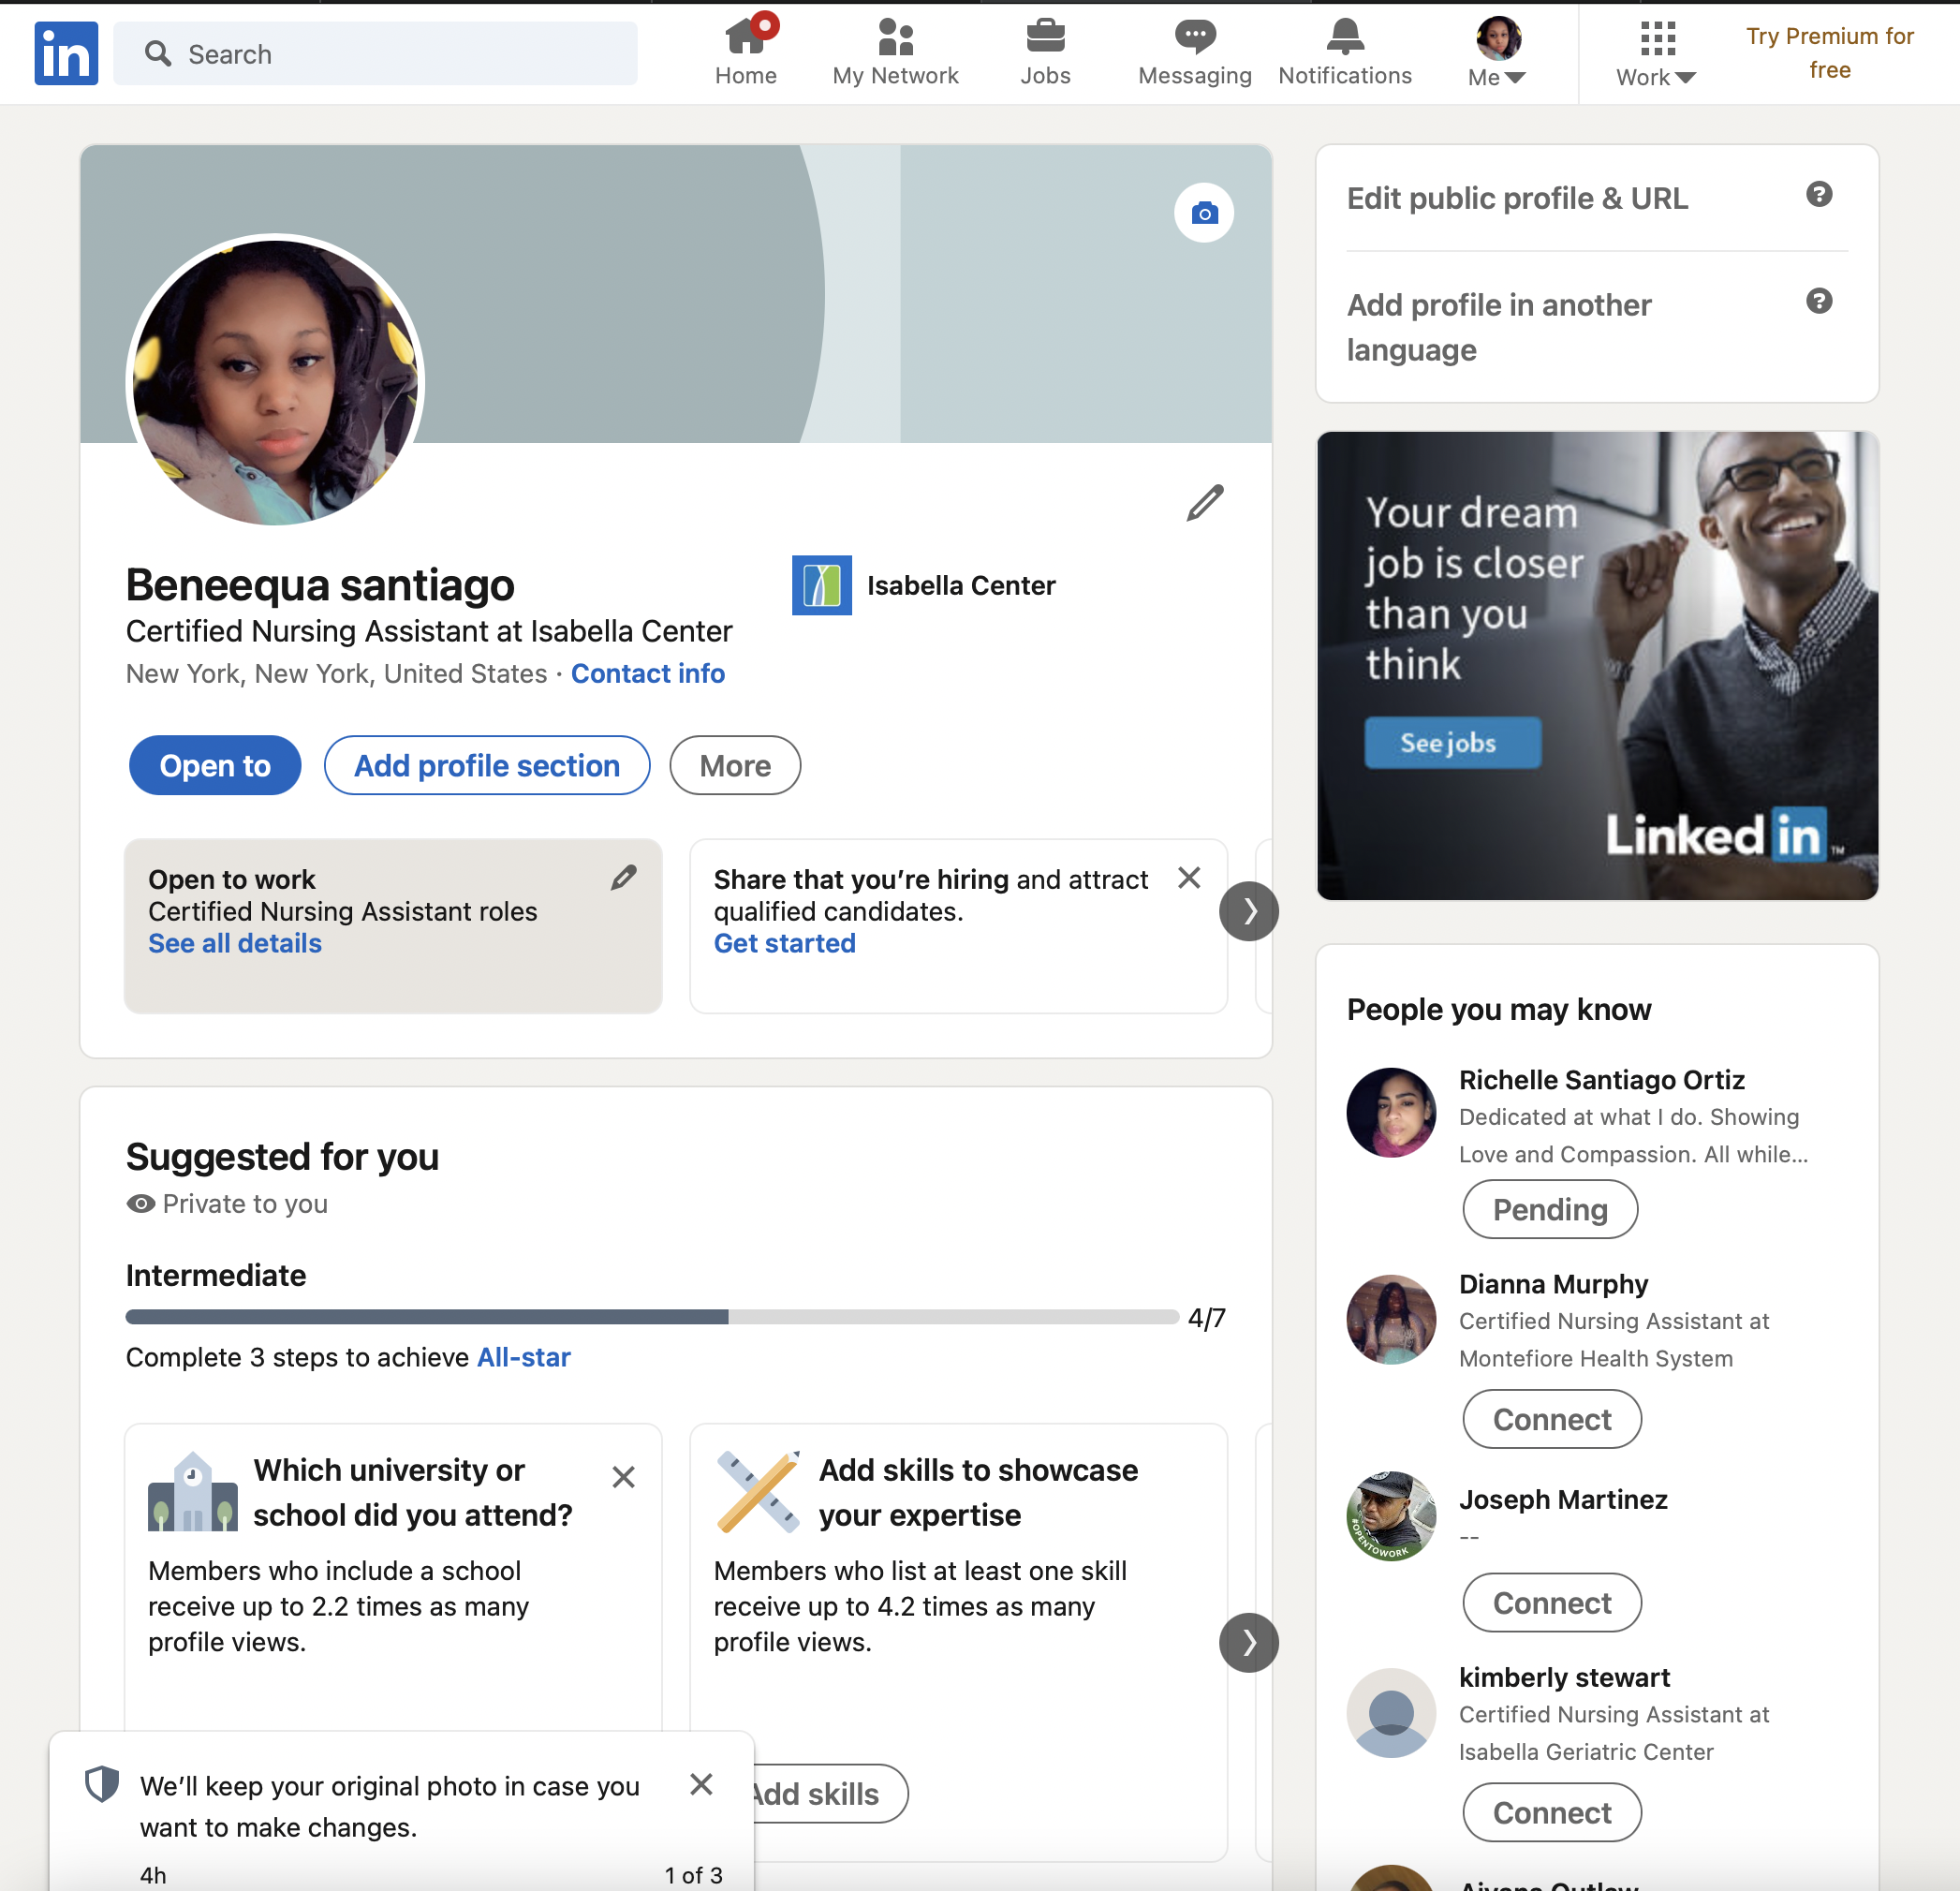 in
Search
Home
My Network
Jobs
Messaging
Notifications
Me
Work
Try Premium for
free
Beneequa santiago
Certified Nursing Assistant at Isabella Center
New York, New York, United States · Contact info
Isabella Center
Open to
Add profile section
More
Open to work
Certified Nursing Assistant roles
See all details
Share that you’re hiring and attract
qualified candidates.
Get started
Suggested for you
Private to you
Intermediate
4/7
Complete 3 steps to achieve All-star
Which university or
school did you attend?
Members who include a school
receive up to 2.2 times as many
profile views.
Add skills to showcase
your expertise
Members who list at least one skill
receive up to 4.2 times as many
profile views.
Add skills
We’ll keep your original photo in case you
want to make changes.
4h
1 of 3
Edit public profile & URL
?
Add profile in another
language
?
Your dream
job is closer
than you
think
See jobs
Linked in ™
People you may know
Richelle Santiago Ortiz
Dedicated at what I do. Showing
Love and Compassion. All while...
Pending
Dianna Murphy
Certified Nursing Assistant at
Montefiore Health System
Connect
#OPENTOWORK
Joseph Martinez
--
Connect
kimberly stewart
Certified Nursing Assistant at
Isabella Geriatric Center
Connect